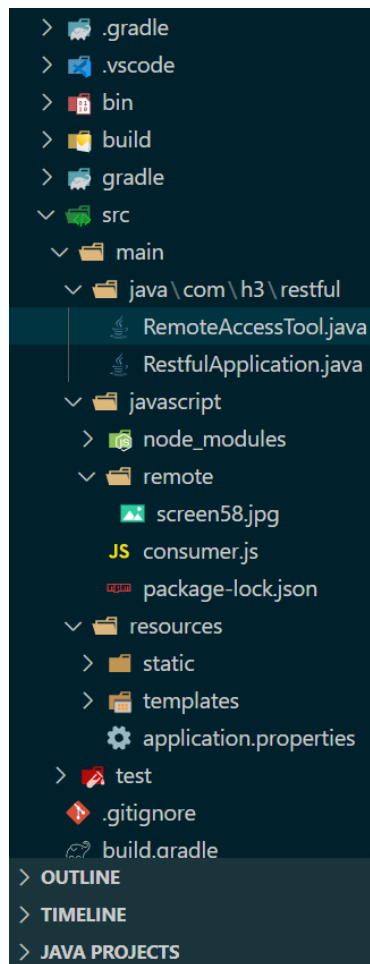 .gradle
.vscode
bin
build
gradle
src
main
java\com\h3\restful
RemoteAccessTool.java
RestfulApplication.java
javascript
node_modules
remote
screen58.jpg
JS consumer.js
package-lock.json
resources
static
templates
application.properties
test
.gitignore
build.gradle
OUTLINE
TIMELINE
JAVA PROJECTS